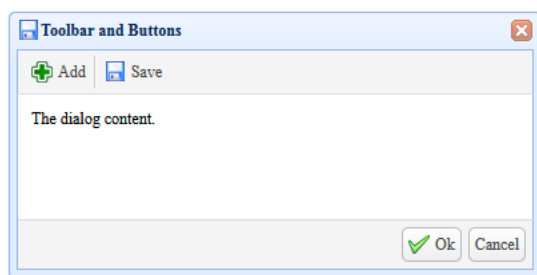 Toolbar and Buttons
Add Save
The dialog content.
Ok Cancel